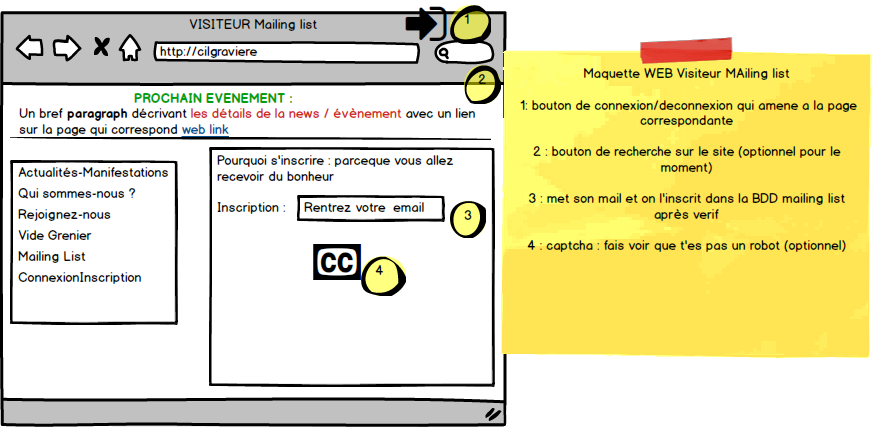 VISITEUR Mailing list
1
http://cilgraviere
2
PROCHAIN EVENEMENT :
Un bref paragraph décrivant les détails de la news / évènement avec un lien
sur la page qui correspond web link
Actualités-Manifestations
Qui sommes-nous ?
Rejoignez-nous
Vide Grenier
Mailing List
ConnexionInscription
Pourquoi s'inscrire : parceque vous allez
recevoir du bonheur
Inscription : Rentrez votre email
3
CC
4
Maquette WEB Visiteur MAiling list
1: bouton de connexion/deconnexion qui amene a la page
correspondante
2 : bouton de recherche sur le site (optionnel pour le
moment)
3 : met son mail et on l'inscrit dans la BDD mailing list
après verif
4 : captcha : fais voir que t'es pas un robot (optionnel)